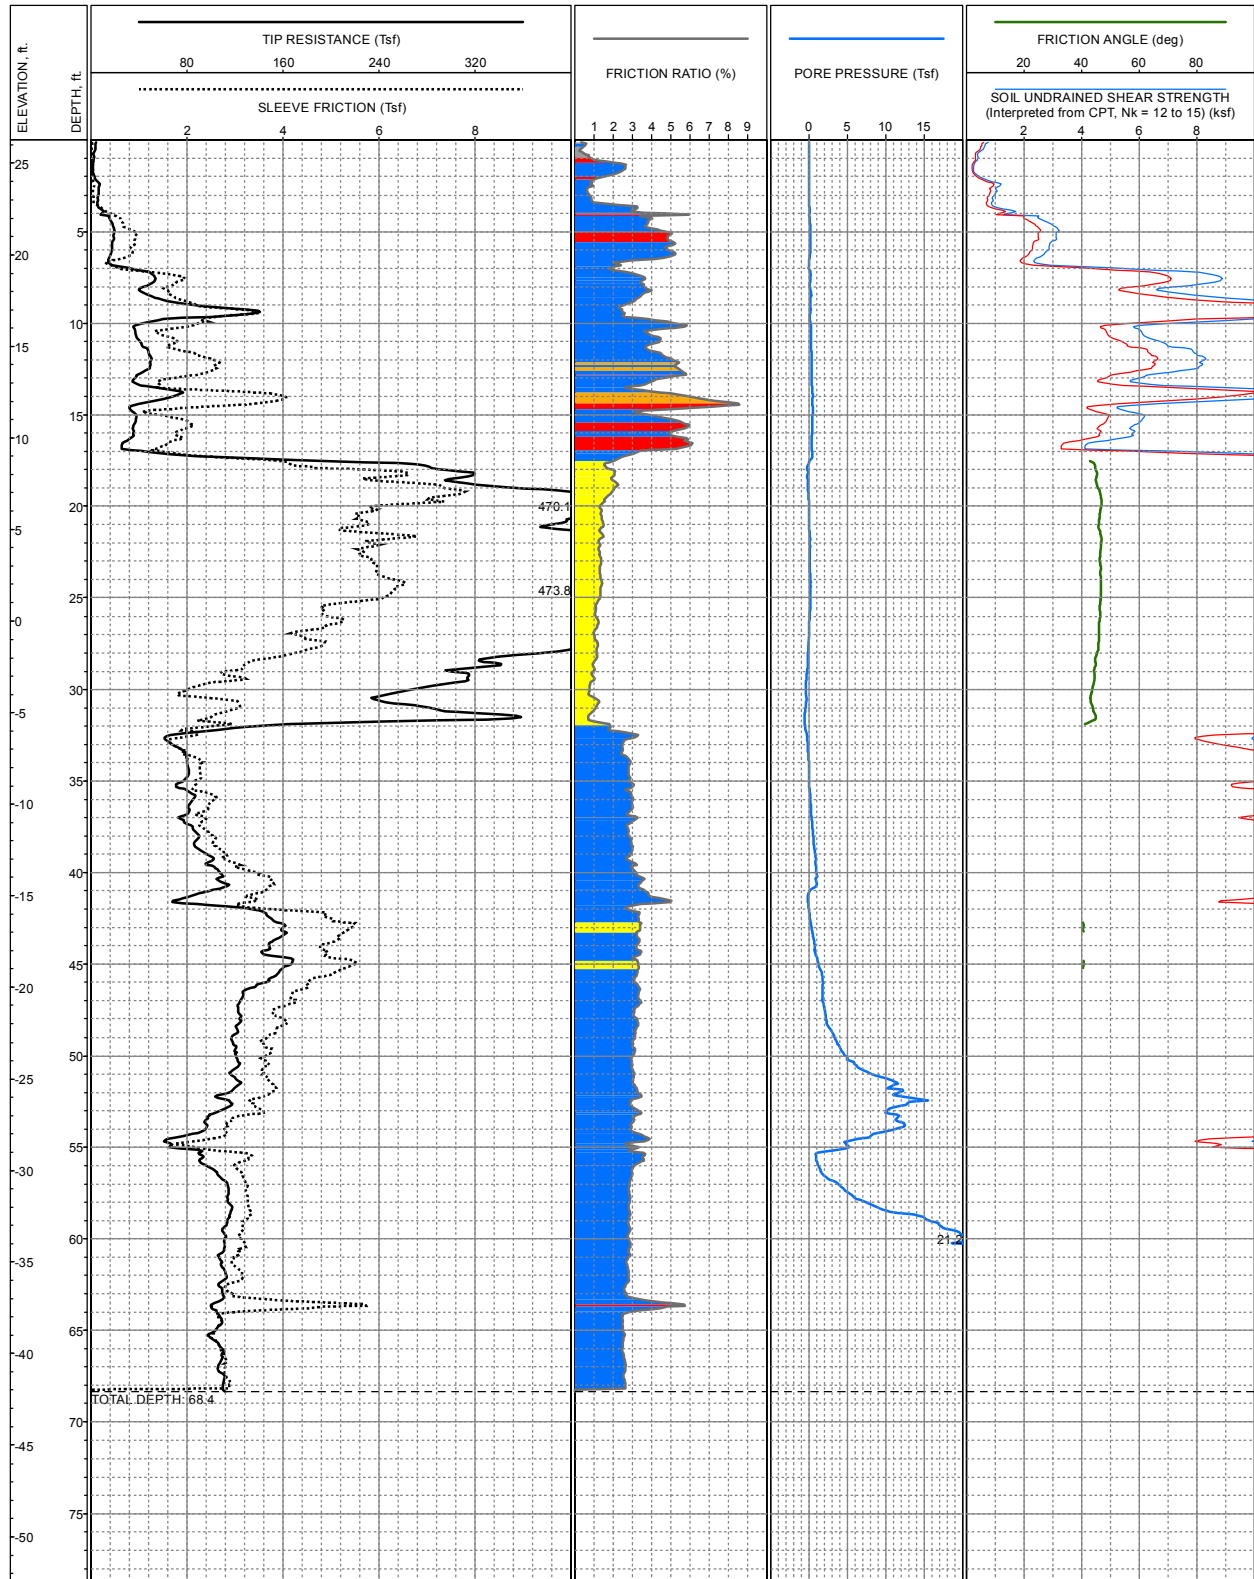 ELEVATION, ft.
DEPTH, ft.
TIP RESISTANCE (Tsf)
80 160 240 320
SLEEVE FRICTION (Tsf)
2 4 6 8
FRICTION RATIO (%)
1 2 3 4 5 6 7 8 9
PORE PRESSURE (Tsf)
0 5 10 15
FRICTION ANGLE (deg)
20 40 60 80
SOIL UNDRAINED SHEAR STRENGTH
(Interpreted from CPT, Nk = 12 to 15) (ksf)
20 40 60 80
25
5
20
10
15
10 15
470.1
20
5
473.8
25
0
30
-5
35
-10
40
-15
45
-20
50
-25
55
-30
21.2
60
-35
65
-40
TOTAL DEPTH: 68.4
70
-45
75
-50